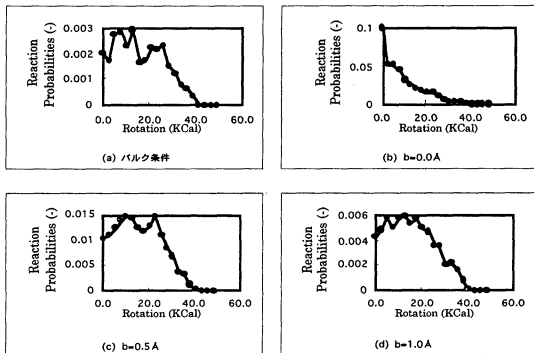 Reaction
Probabilities (-)
0.003
0.002
0.001
0
0.0 20.0 40.0 60.0
Rotation (KCal)
(a) バルク条件
Reaction
Probabilities (-)
0.1
0.05
0
0.0 20.0 40.0 60.0
Rotation (KCal)
(b) b=0.0Å
Reaction
Probabilities (-)
0.015
0.01
0.005
0
0.0 20.0 40.0 60.0
Rotation (KCal)
(c) b=0.5Å
Reaction
Probabilities (-)
0.006
0.004
0.002
0
0.0 20.0 40.0 60.0
Rotation (KCal)
(d) b=1.0Å